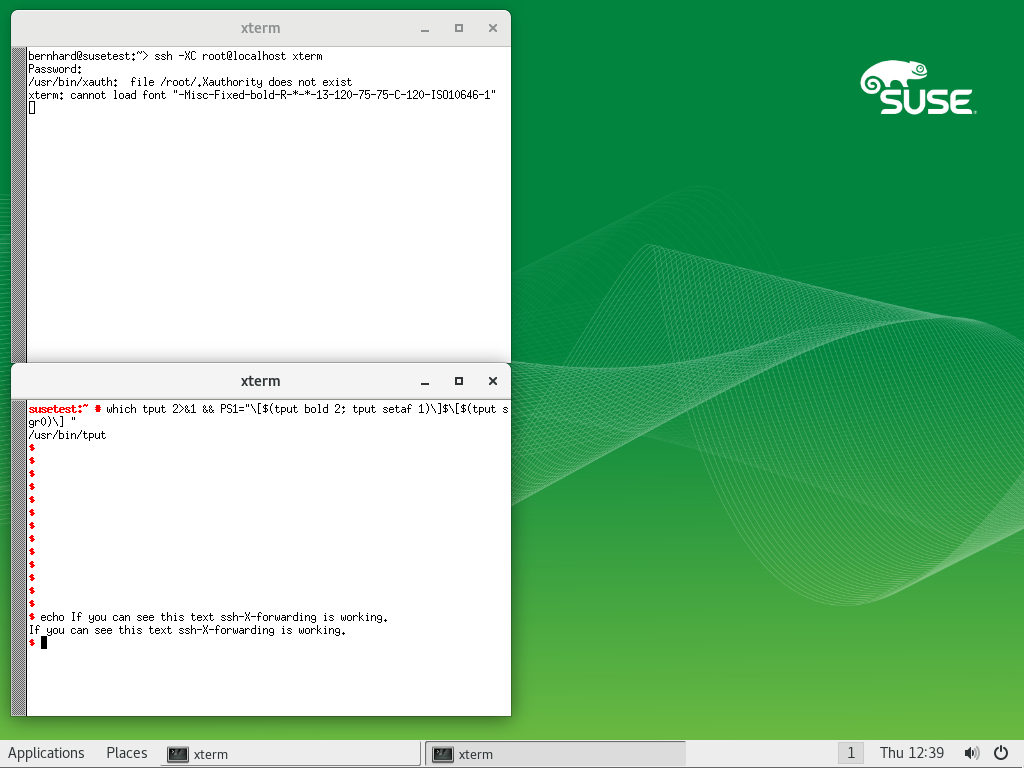 xterm
bernhard@susetest:~> ssh -XC root@localhost xterm
Password:
/usr/bin/xauth:  file /root/.Xauthority does not exist
xterm: cannot load font "-Misc-Fixed-bold-R-*-*-13-120-75-75-C-120-ISO10646-1"
SUSE
xterm
susetest:~ # which tput 2>&1 && PS1="\[$(tput bold 2; tput setaf 1)\]$\[$(tput s
gr0)\] "
/usr/bin/tput
$
$
$
$
$
$
$
$
$
$
$
$
$
$ echo If you can see this text ssh-X-forwarding is working.
If you can see this text ssh-X-forwarding is working.
$
Applications Places xterm xterm 1 Thu 12:39